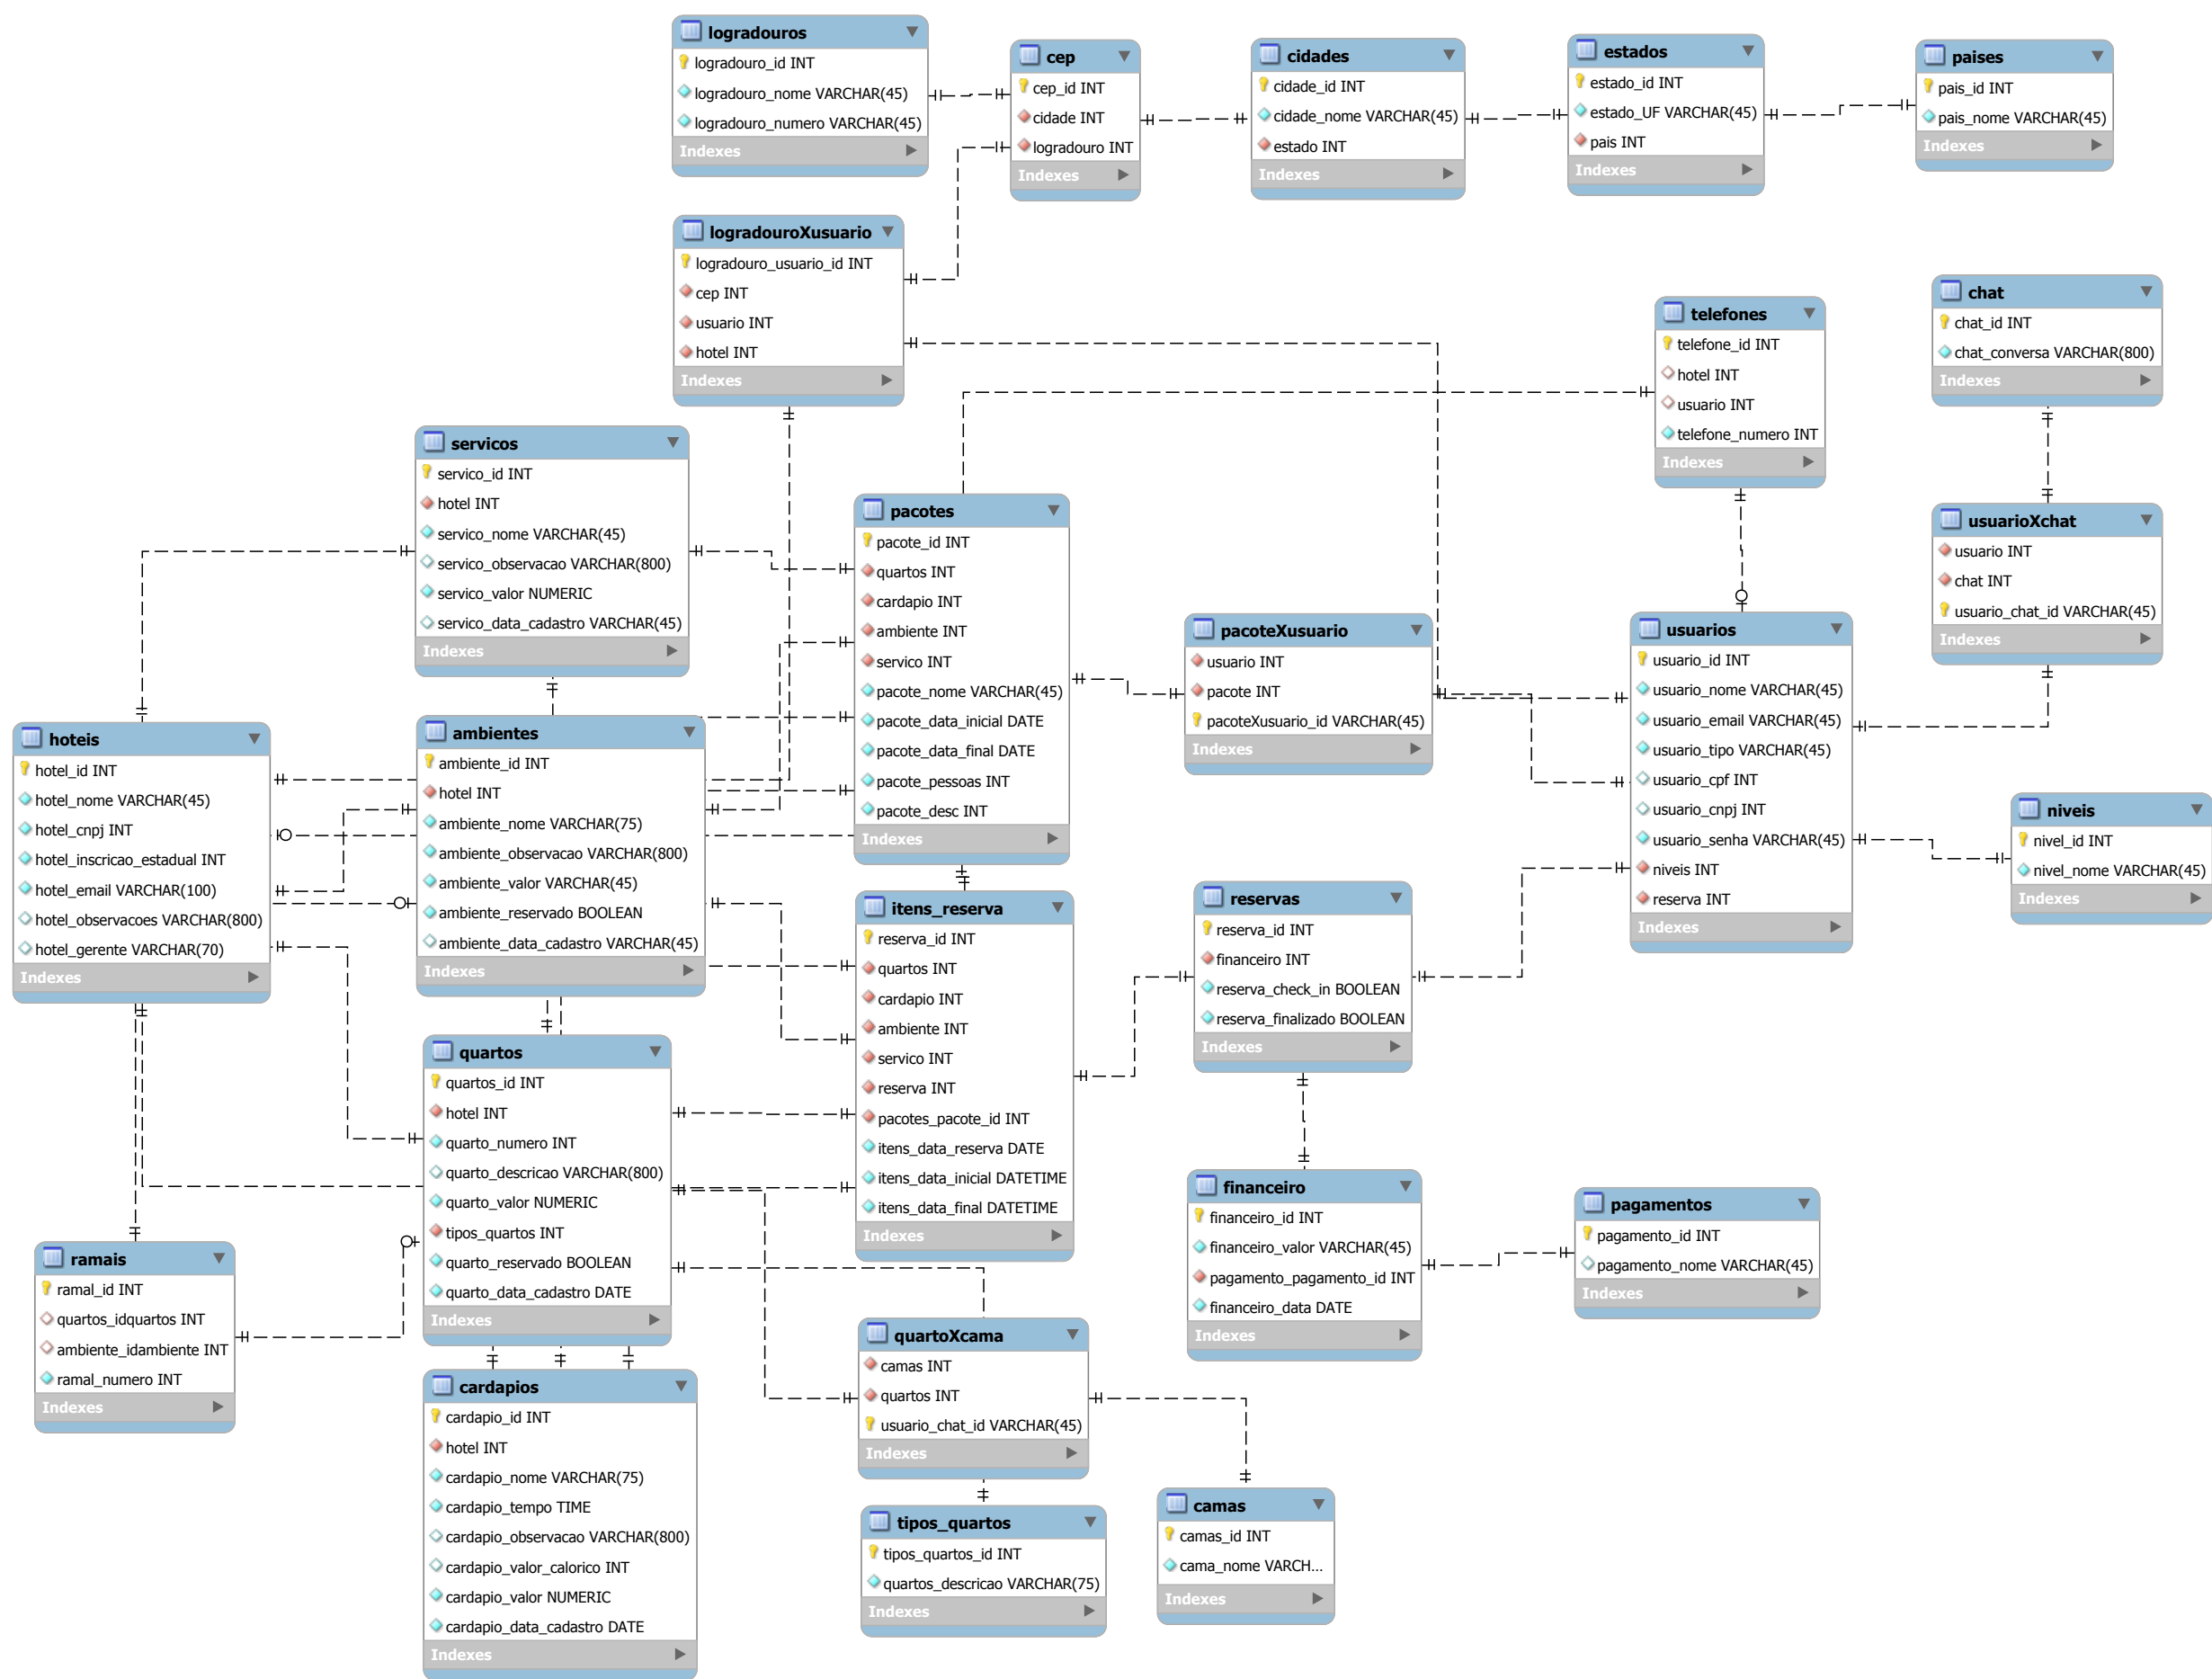 logradouros
logradouro_id INT
logradouro_nome VARCHAR(45)
logradouro_numero VARCHAR(45)
Indexes
cep
cep_id INT
cidade INT
logradouro INT
Indexes
cidades
cidade_id INT
cidade_nome VARCHAR(45)
estado INT
Indexes
estados
estado_id INT
estado_UF VARCHAR(45)
pais INT
Indexes
paises
pais_id INT
pais_nome VARCHAR(45)
Indexes
logradouroXusuario
logradouro_usuario_id INT
cep INT
usuario INT
hotel INT
Indexes
telefones
telefone_id INT
hotel INT
usuario INT
telefone_numero INT
Indexes
chat
chat_id INT
chat_conversa VARCHAR(800)
Indexes
servicos
servico_id INT
hotel INT
servico_nome VARCHAR(45)
servico_observacao VARCHAR(800)
servico_valor NUMERIC
servico_data_cadastro VARCHAR(45)
Indexes
pacotes
pacote_id INT
quartos INT
cardapio INT
ambiente INT
servico INT
pacote_nome VARCHAR(45)
pacote_data_inicial DATE
pacote_data_final DATE
pacote_pessoas INT
pacote_desc INT
Indexes
pacoteXusuario
usuario INT
pacote INT
pacoteXusuario_id VARCHAR(45)
Indexes
usuarios
usuario_id INT
usuario_nome VARCHAR(45)
usuario_email VARCHAR(45)
usuario_tipo VARCHAR(45)
usuario_cpf INT
usuario_cnpj INT
usuario_senha VARCHAR(45)
niveis INT
reserva INT
Indexes
usuarioXchat
usuario INT
chat INT
usuario_chat_id VARCHAR(45)
Indexes
hoteis
hotel_id INT
hotel_nome VARCHAR(45)
hotel_cnpj INT
hotel_inscricao_estadual INT
hotel_email VARCHAR(100)
hotel_observacoes VARCHAR(800)
hotel_gerente VARCHAR(70)
Indexes
ambientes
ambiente_id INT
hotel INT
ambiente_nome VARCHAR(75)
ambiente_observacao VARCHAR(800)
ambiente_valor VARCHAR(45)
ambiente_reservado BOOLEAN
ambiente_data_cadastro VARCHAR(45)
Indexes
niveis
nivel_id INT
nivel_nome VARCHAR(45)
Indexes
itens_reserva
reserva_id INT
quartos INT
cardapio INT
ambiente INT
servico INT
reserva INT
pacotes_pacote_id INT
itens_data_reserva DATE
itens_data_inicial DATETIME
itens_data_final DATETIME
Indexes
reservas
reserva_id INT
financeiro INT
reserva_check_in BOOLEAN
reserva_finalizado BOOLEAN
Indexes
quartos
quartos_id INT
hotel INT
quarto_numero INT
quarto_descricao VARCHAR(800)
quarto_valor NUMERIC
tipos_quartos INT
quarto_reservado BOOLEAN
quarto_data_cadastro DATE
Indexes
financeiro
financeiro_id INT
financeiro_valor VARCHAR(45)
pagamento_pagamento_id INT
financeiro_data DATE
Indexes
pagamentos
pagamento_id INT
pagamento_nome VARCHAR(45)
Indexes
ramais
ramal_id INT
quartos_idquartos INT
ambiente_idambiente INT
ramal_numero INT
Indexes
cardapios
cardapio_id INT
hotel INT
cardapio_nome VARCHAR(75)
cardapio_tempo TIME
cardapio_observacao VARCHAR(800)
cardapio_valor_calorico INT
cardapio_valor NUMERIC
cardapio_data_cadastro DATE
Indexes
quartoXcama
camas INT
quartos INT
usuario_chat_id VARCHAR(45)
Indexes
tipos_quartos
tipos_quartos_id INT
quartos_descricao VARCHAR(75)
Indexes
camas
camas_id INT
cama_nome VARCH...
Indexes